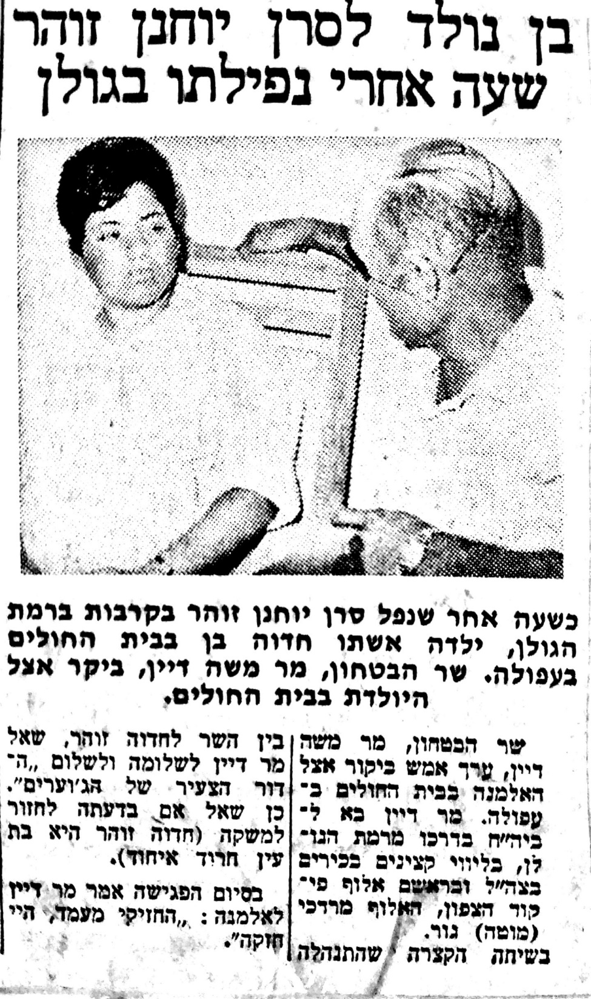 בן נולד לסרן יוחנן זוהר
שעה אחרי נפילתו בגולן
כשעה אחר שנפל סרן יוחנן זוהר בקרבות ברמת
הגולן, ילדה אשתו חדוה בן בבית החולים
בעפולה. שר הבטחון, מר משה דיין, ביקר אצל
היולדת בבית החולים.
שר הבטחון, מר משה
דיין, ערך אמש ביקור אצל
האלמנה בבית החולים ב־
עפולה. מר דיין בא ל־
ביה״ח בדרכו מרמת הגו־
לן, בליווי קצינים בכירים
בצה״ל ובראשם אלוף פי־
קוד הצפון, האלוף מרדכי
(מוטה) גור.
בשיחה הקצרה שהתנהלה
בין השר לחדוה זוהר, שאל
מר דיין לשלומה ולשלום „ה־
דור הצעיר של הג׳וערים״.
כן שאל אם בדעתה לחזור
למשקה (חדוה זוהר היא בת
עין חרוד איחוד).
בסיום הפגישה אמר מר דיין
לאלמנה: „החזיקי מעמד, היי
חזקה״.